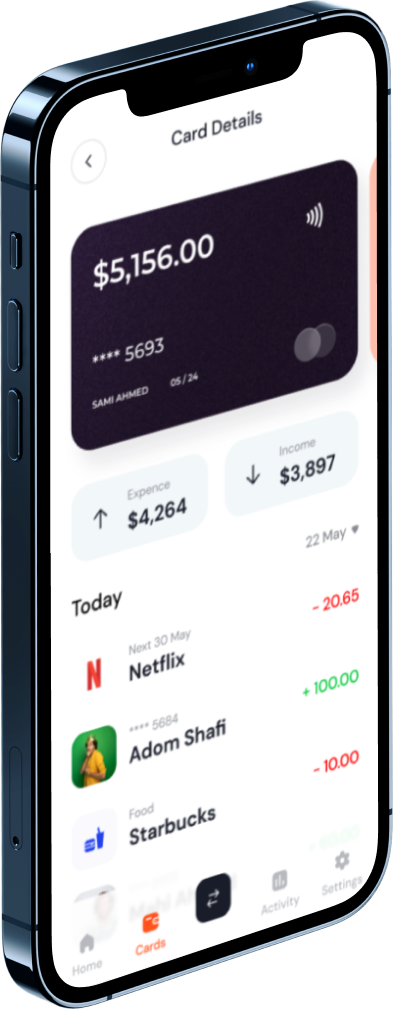 Card Details
$5,156.00
**** 5693
SAMI AHMED 05 / 24
Expence
$4,264
Income
$3,897
22 May
Today
Next 30 May
Netflix
- 20.65
**** 5684
Adom Shafi
+ 100.00
Food
Starbucks
- 10.00
Home
Cards
Activity
Settings